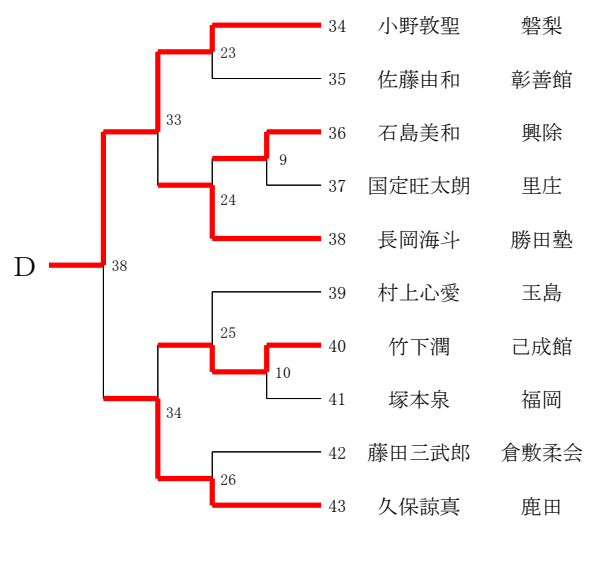 34 小野敦聖 磐梨
23
35 佐藤由和 彰善館
33
36 石島美和 興除
9
37 国定旺太朗 里庄
24
38 長岡海斗 勝田塾
D 38
39 村上心愛 玉島
25
40 竹下潤 己成館
10
41 塚本泉 福岡
34
42 藤田三武郎 倉敷柔会
26
43 久保諒真 鹿田